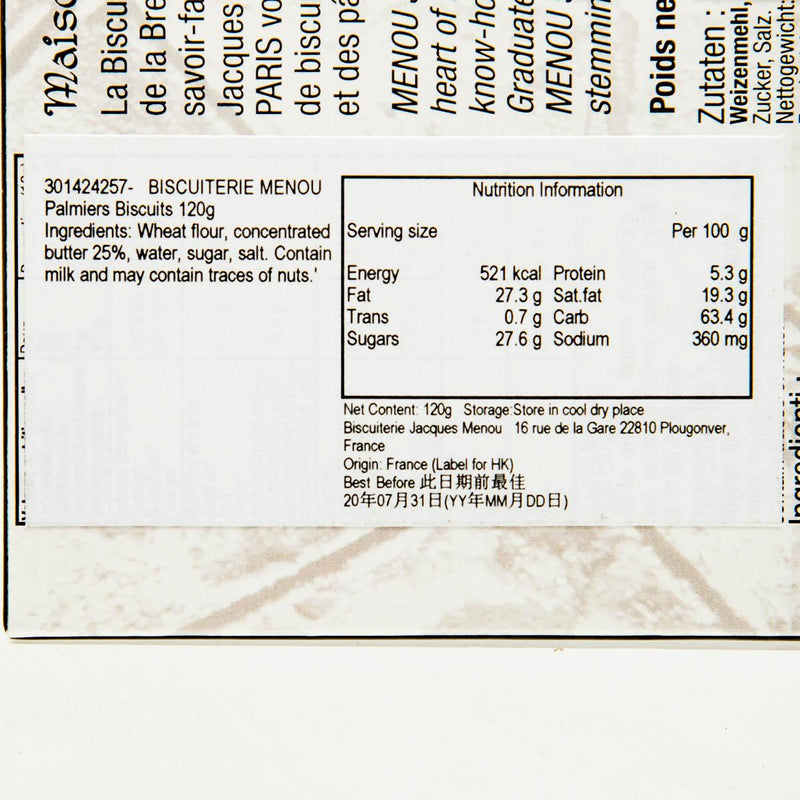 Maiso
La Biscu
de la Bre
savoir-fa
Jacques
PARIS vo
de biscu
et des pâ
MENOU
heart of
know-ho
Graduate
MENOU
stemmin
Poids ne
Zutaten :
Weizenmehl,
Zucker, Salz.
Nettogewicht:
301424257- BISCUITERIE MENOU
Palmiers Biscuits 120g
Ingredients: Wheat flour, concentrated
butter 25%, water, sugar, salt. Contain
milk and may contain traces of nuts.'
Nutrition Information
Serving size Per 100 g
Energy 521 kcal Protein 5.3 g
Fat 27.3 g Sat.fat 19.3 g
Trans 0.7 g Carb 63.4 g
Sugars 27.6 g Sodium 360 mg
Net Content: 120g Storage:Store in cool dry place
Biscuiterie Jacques Menou 16 rue de la Gare 22810 Plougonver,
France
Origin: France (Label for HK)
Best Before 此日期前最佳
20年07月31日(YY年MM月DD日)